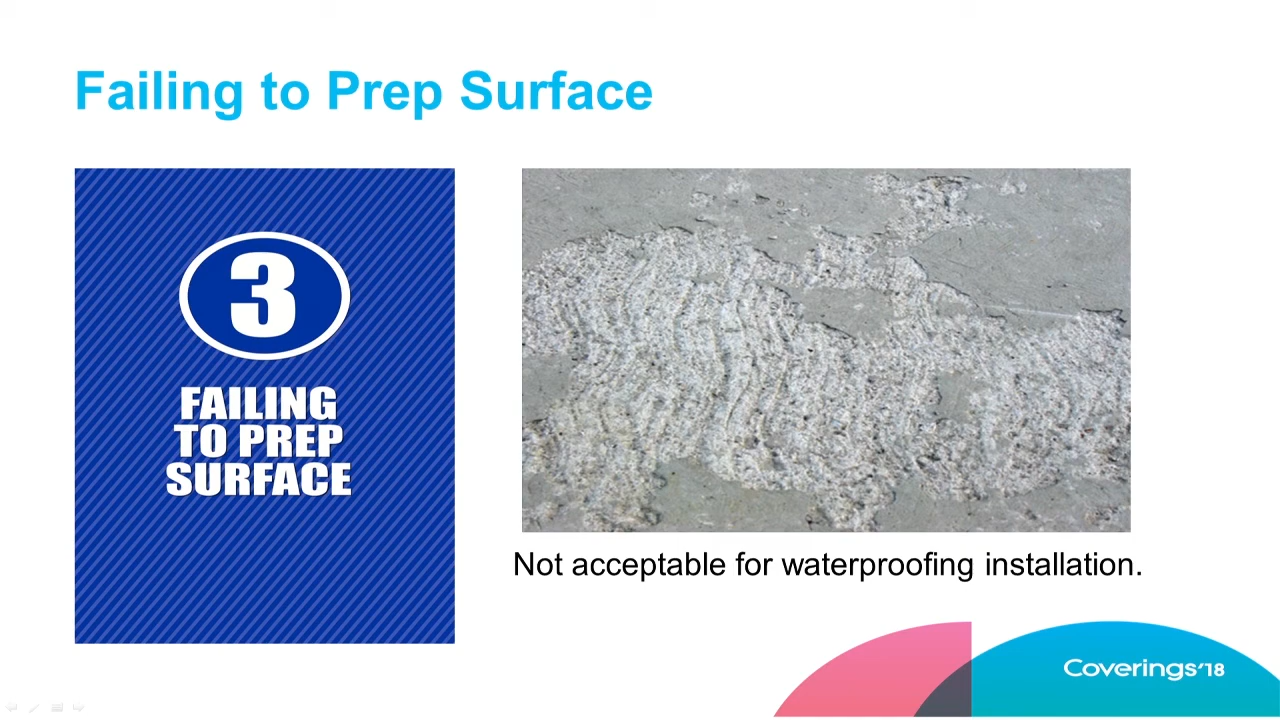 Failing to Prep Surface
3
FAILING
TO PREP
SURFACE
Not acceptable for waterproofing installation.
Coverings'18